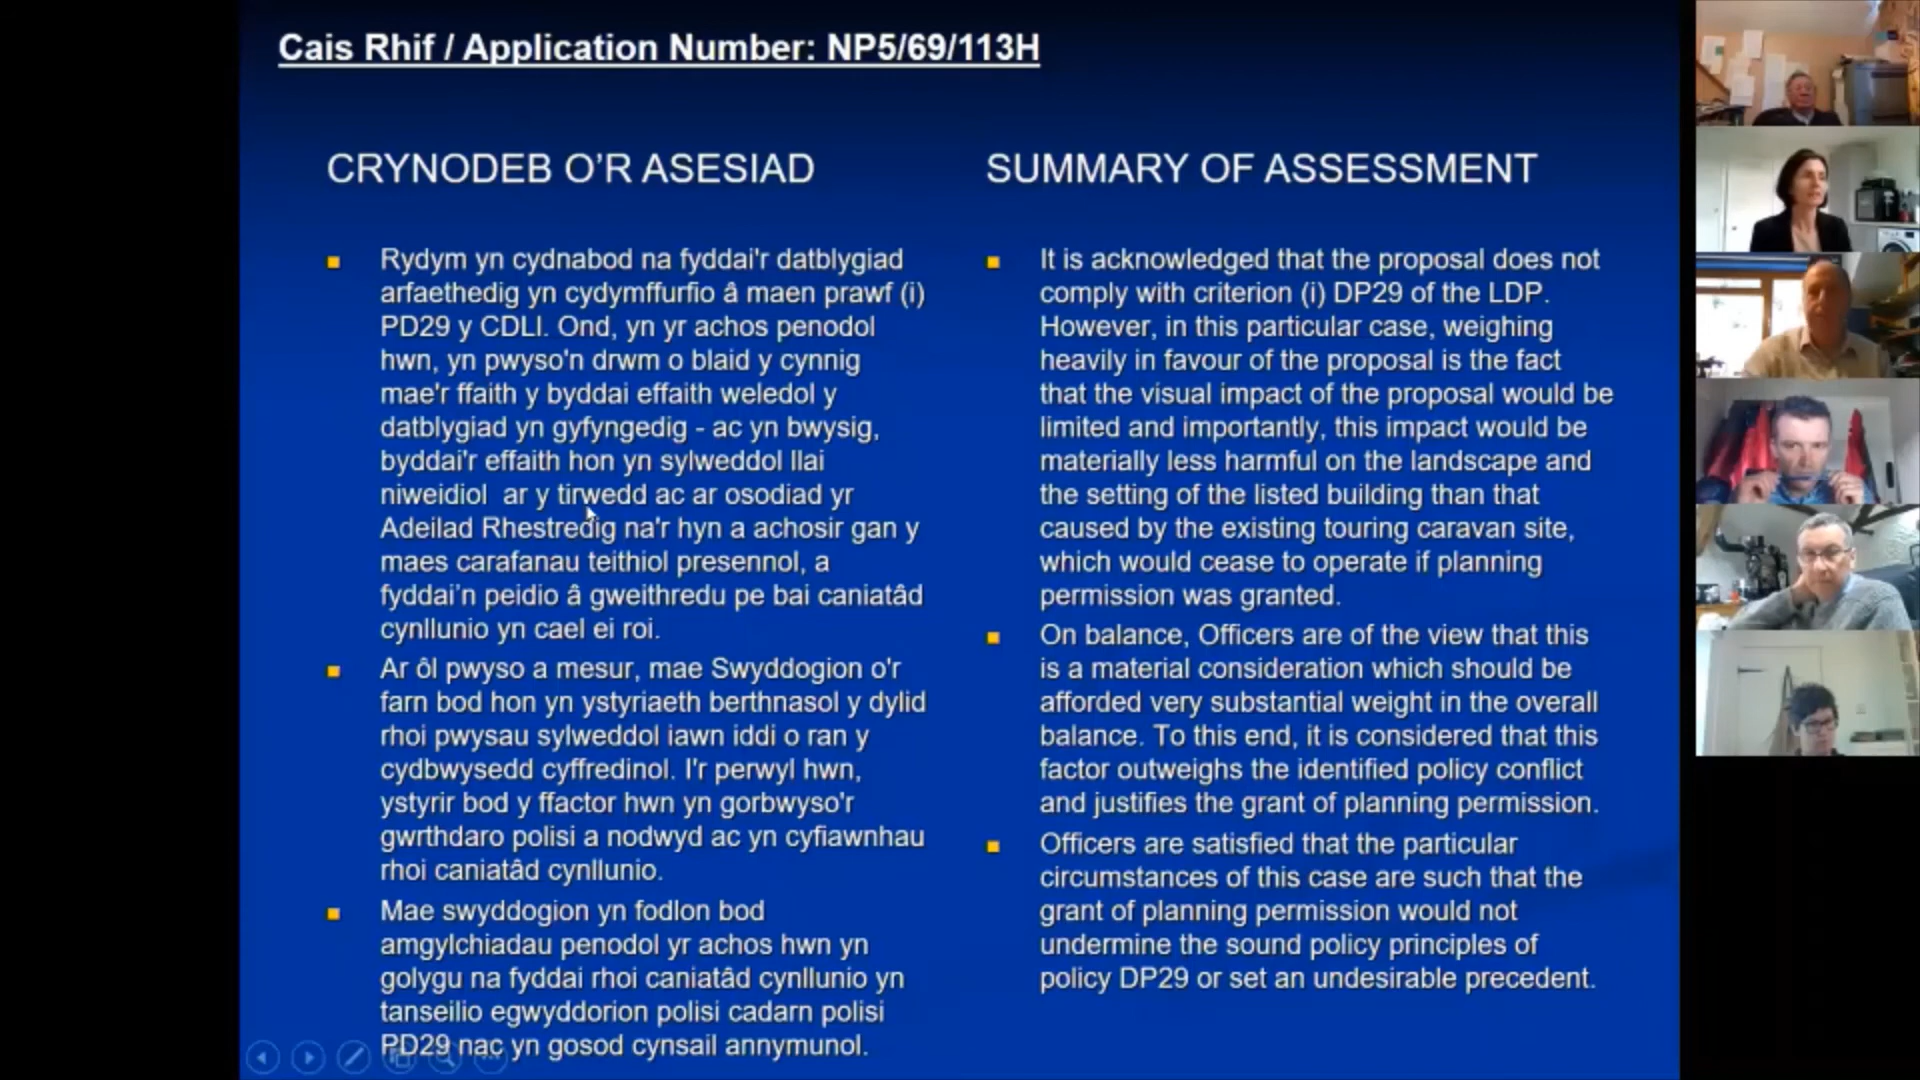 Cais Rhif / Application Number: NP5/69/113H
CRYNODEB O’R ASESIAD
Rydym yn cydnabod na fyddai'r datblygiad
arfaethedig yn cydymffurfio â maen prawf (i)
PD29 y CDLl. Ond, yn yr achos penodol
hwn, yn pwyso'n drwm o blaid y cynnig
mae'r ffaith y byddai effaith weledol y
datblygiad yn gyfyngedig - ac yn bwysig,
byddai'r effaith hon yn sylweddol llai
niweidiol ar y tirwedd ac ar osodiad yr
Adeilad Rhestredig na'r hyn a achosir gan y
maes carafanau teithiol presennol, a
fyddai’n peidio â gweithredu pe bai caniatâd
cynllunio yn cael ei roi.
Ar ôl pwyso a mesur, mae Swyddogion o'r
farn bod hon yn ystyriaeth berthnasol y dylid
rhoi pwysau sylweddol iawn iddi o ran y
cydbwysedd cyffredinol. I'r perwyl hwn,
ystyrir bod y ffactor hwn yn gorbwyso'r
gwrthdaro polisi a nodwyd ac yn cyfiawnhau
rhoi caniatâd cynllunio.
Mae swyddogion yn fodlon bod
amgylchiadau penodol yr achos hwn yn
golygu na fyddai rhoi caniatâd cynllunio yn
tanseilio egwyddorion polisi cadarn polisi
PD29 nac yn gosod cynsail annymunol.
SUMMARY OF ASSESSMENT
It is acknowledged that the proposal does not
comply with criterion (i) DP29 of the LDP.
However, in this particular case, weighing
heavily in favour of the proposal is the fact
that the visual impact of the proposal would be
limited and importantly, this impact would be
materially less harmful on the landscape and
the setting of the listed building than that
caused by the existing touring caravan site,
which would cease to operate if planning
permission was granted.
On balance, Officers are of the view that this
is a material consideration which should be
afforded very substantial weight in the overall
balance. To this end, it is considered that this
factor outweighs the identified policy conflict
and justifies the grant of planning permission.
Officers are satisfied that the particular
circumstances of this case are such that the
grant of planning permission would not
undermine the sound policy principles of
policy DP29 or set an undesirable precedent.